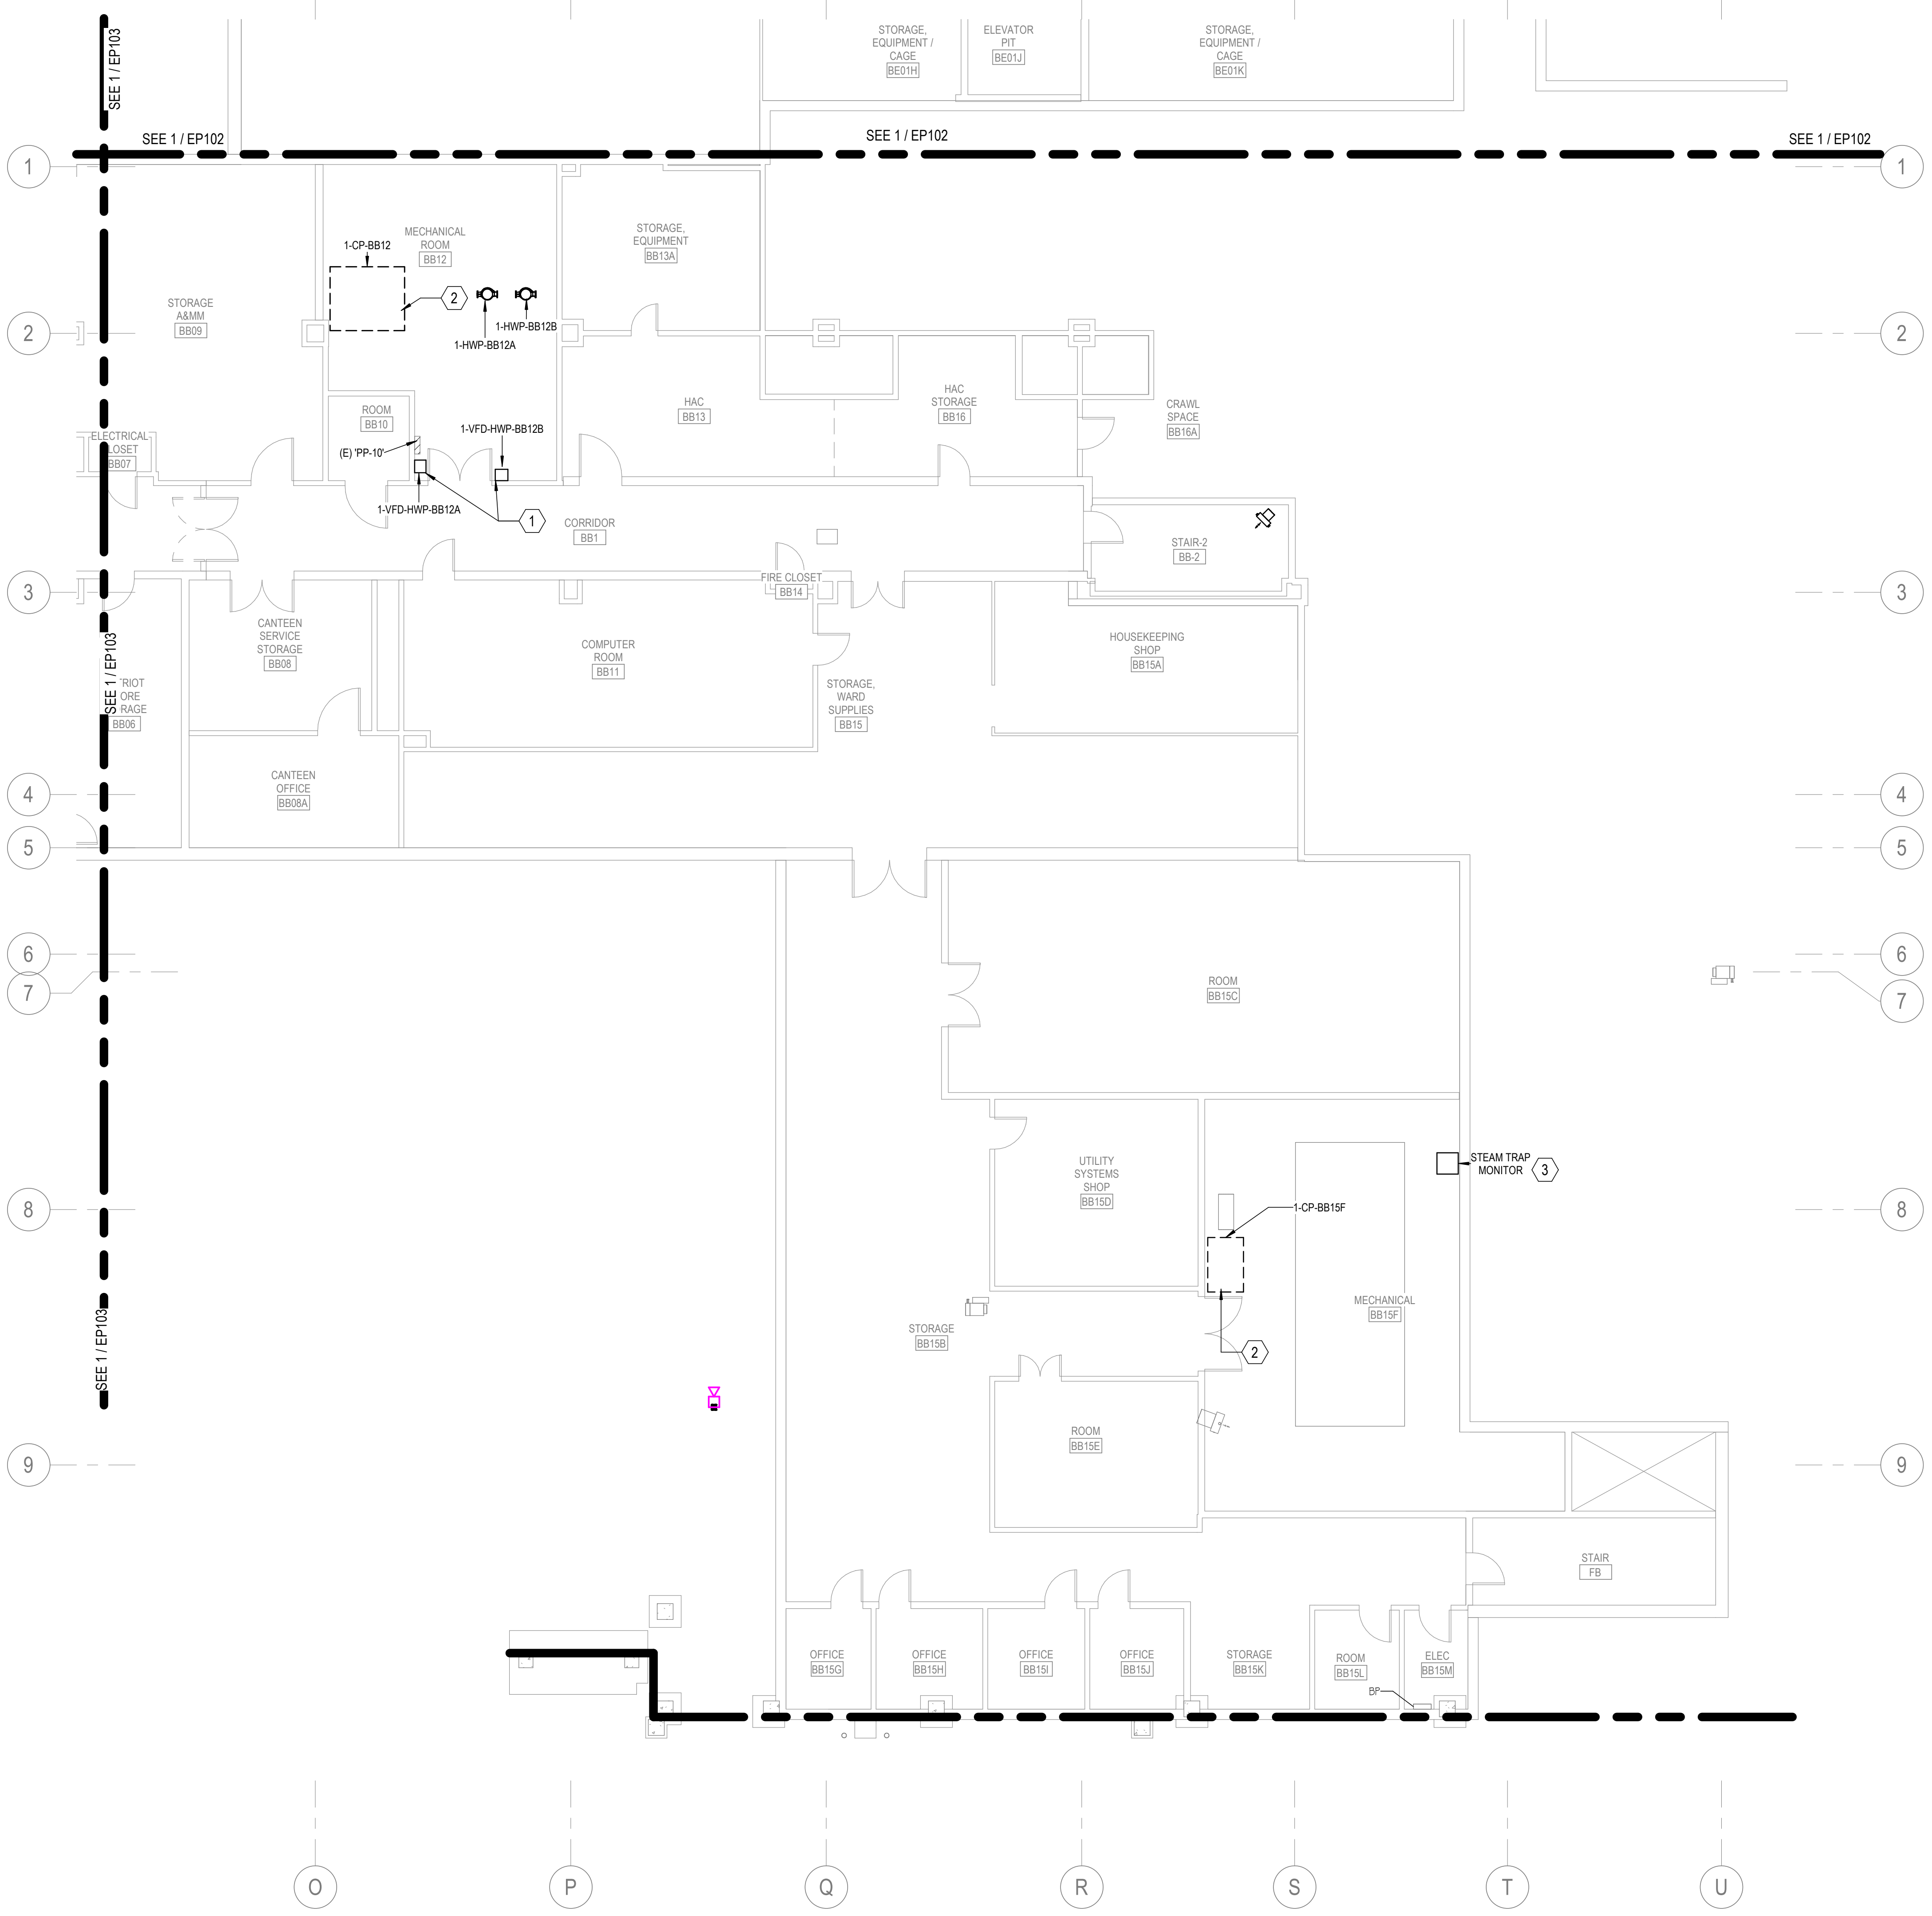 STORAGE,
EQUIPMENT /
CAGE
BE01H
ELEVATOR
PIT
BE01J
STORAGE,
EQUIPMENT /
CAGE
BE01K
SEE 1 / EP103
SEE 1 / EP102
SEE 1 / EP102
SEE 1 / EP102
1
1
1-CP-BB12
MECHANICAL
ROOM
BB12
STORAGE,
EQUIPMENT
BB13A
2
STORAGE
A&MM
BB09
1-HWP-BB12B
1-HWP-BB12A
2
2
ROOM
BB10
HAC
BB13
HAC
STORAGE
BB16
CRAWL
SPACE
BB16A
ELECTRICAL
LOSET
BB07
(E) 'PP-10'
1-VFD-HWP-BB12B
1-VFD-HWP-BB12A
1
CORRIDOR
BB1
STAIR-2
BB-2
3
FIRE CLOSET
BB14
3
CANTEEN
SERVICE
STORAGE
BB08
COMPUTER
ROOM
BB11
HOUSEKEEPING
SHOP
BB15A
SEE 1 / EP103
RIOT
ORE
RAGE
BB06
STORAGE,
WARD
SUPPLIES
BB15
4
CANTEEN
OFFICE
BB08A
4
5
5
6
6
7
7
ROOM
BB15C
UTILITY
SYSTEMS
SHOP
BB15D
STEAM TRAP
MONITOR
3
8
1-CP-BB15F
8
SEE 1 / EP103
STORAGE
BB15B
MECHANICAL
BB15F
2
ROOM
BB15E
9
9
STAIR
FB
OFFICE
BB15G
OFFICE
BB15H
OFFICE
BB15I
OFFICE
BB15J
STORAGE
BB15K
ROOM
BB15L
ELEC
BB15M
BP
O
P
Q
R
S
T
U